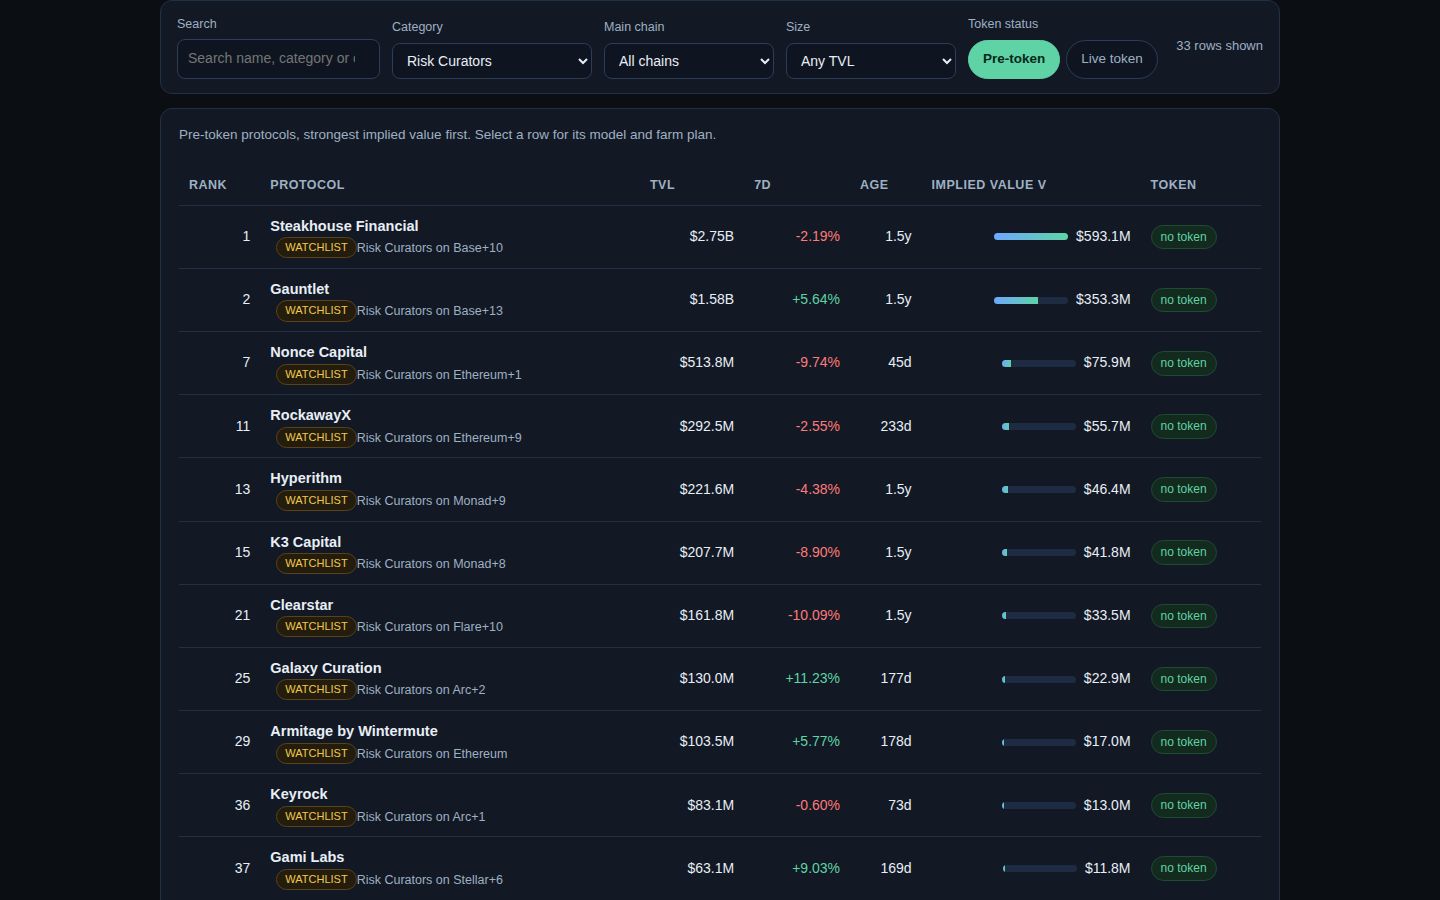 Search
Category
Main chain
Size
Token status
Search name, category or
Risk Curators
All chains
Any TVL
Pre-token
Live token
33 rows shown
Pre-token protocols, strongest implied value first. Select a row for its model and farm plan.
RANK PROTOCOL TVL 7D AGE IMPLIED VALUE V TOKEN
1 Steakhouse Financial $2.75B -2.19% 1.5y $593.1M no token
WATCHLIST Risk Curators on Base+10
2 Gauntlet $1.58B +5.64% 1.5y $353.3M no token
WATCHLIST Risk Curators on Base+13
7 Nonce Capital $513.8M -9.74% 45d $75.9M no token
WATCHLIST Risk Curators on Ethereum+1
11 RockawayX $292.5M -2.55% 233d $55.7M no token
WATCHLIST Risk Curators on Ethereum+9
13 Hyperithm $221.6M -4.38% 1.5y $46.4M no token
WATCHLIST Risk Curators on Monad+9
15 K3 Capital $207.7M -8.90% 1.5y $41.8M no token
WATCHLIST Risk Curators on Monad+8
21 Clearstar $161.8M -10.09% 1.5y $33.5M no token
WATCHLIST Risk Curators on Flare+10
25 Galaxy Curation $130.0M +11.23% 177d $22.9M no token
WATCHLIST Risk Curators on Arc+2
29 Armitage by Wintermute $103.5M +5.77% 178d $17.0M no token
WATCHLIST Risk Curators on Ethereum
36 Keyrock $83.1M -0.60% 73d $13.0M no token
WATCHLIST Risk Curators on Arc+1
37 Gami Labs $63.1M +9.03% 169d $11.8M no token
WATCHLIST Risk Curators on Stellar+6